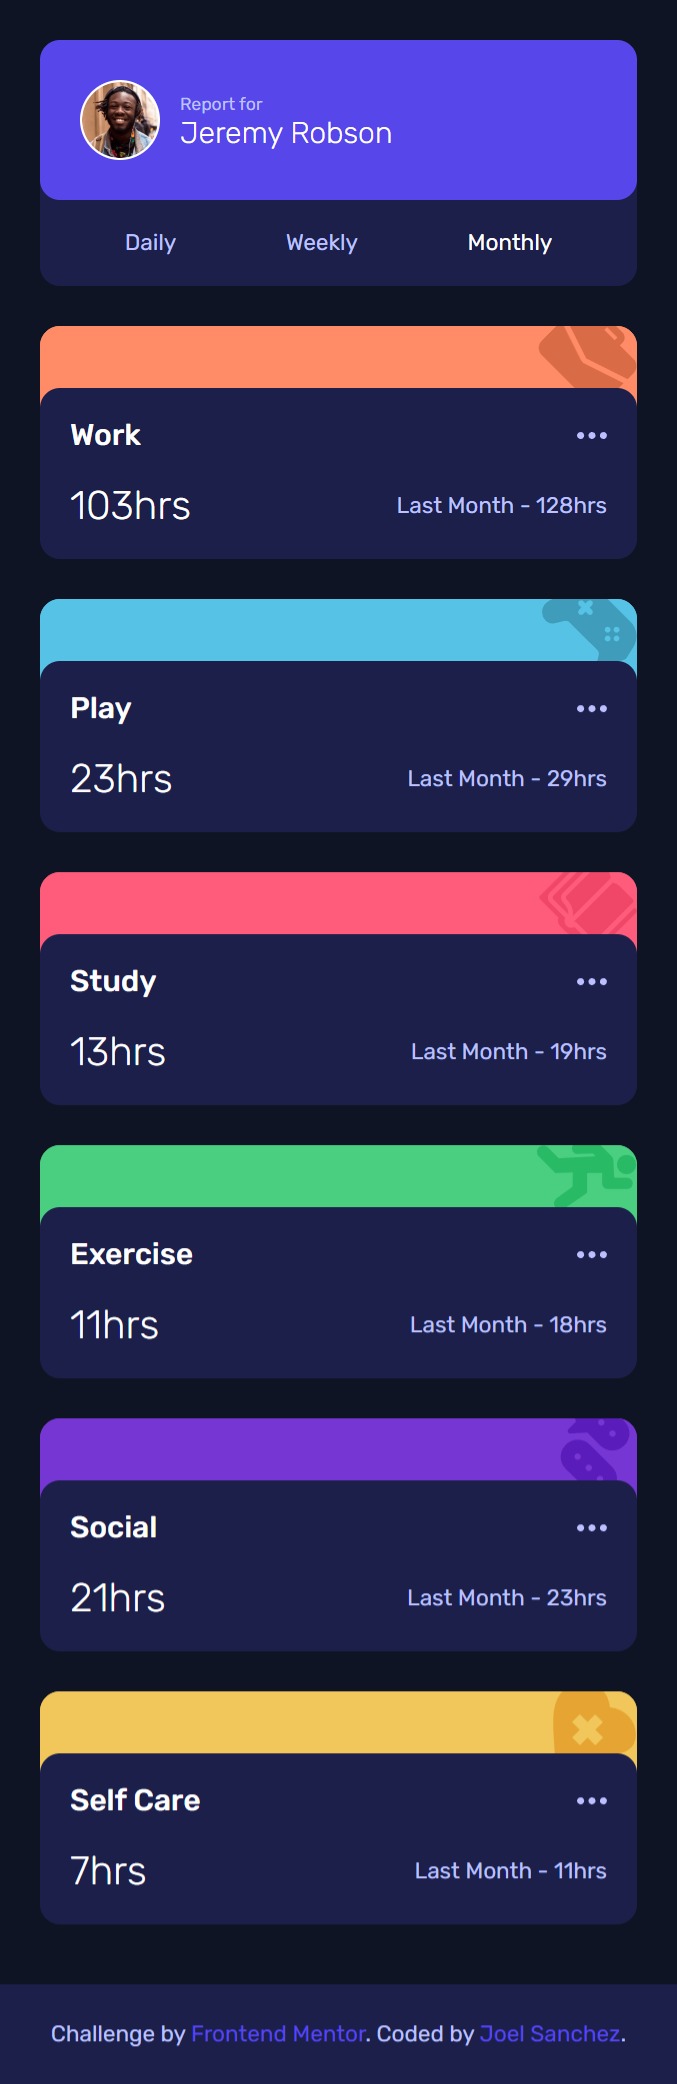 Report for
Jeremy Robson
Daily Weekly Monthly
Work
103hrs Last Month - 128hrs
Play
23hrs Last Month - 29hrs
Study
13hrs Last Month - 19hrs
Exercise
11hrs Last Month - 18hrs
Social
21hrs Last Month - 23hrs
Self Care
7hrs Last Month - 11hrs
Challenge by Frontend Mentor. Coded by Joel Sanchez.